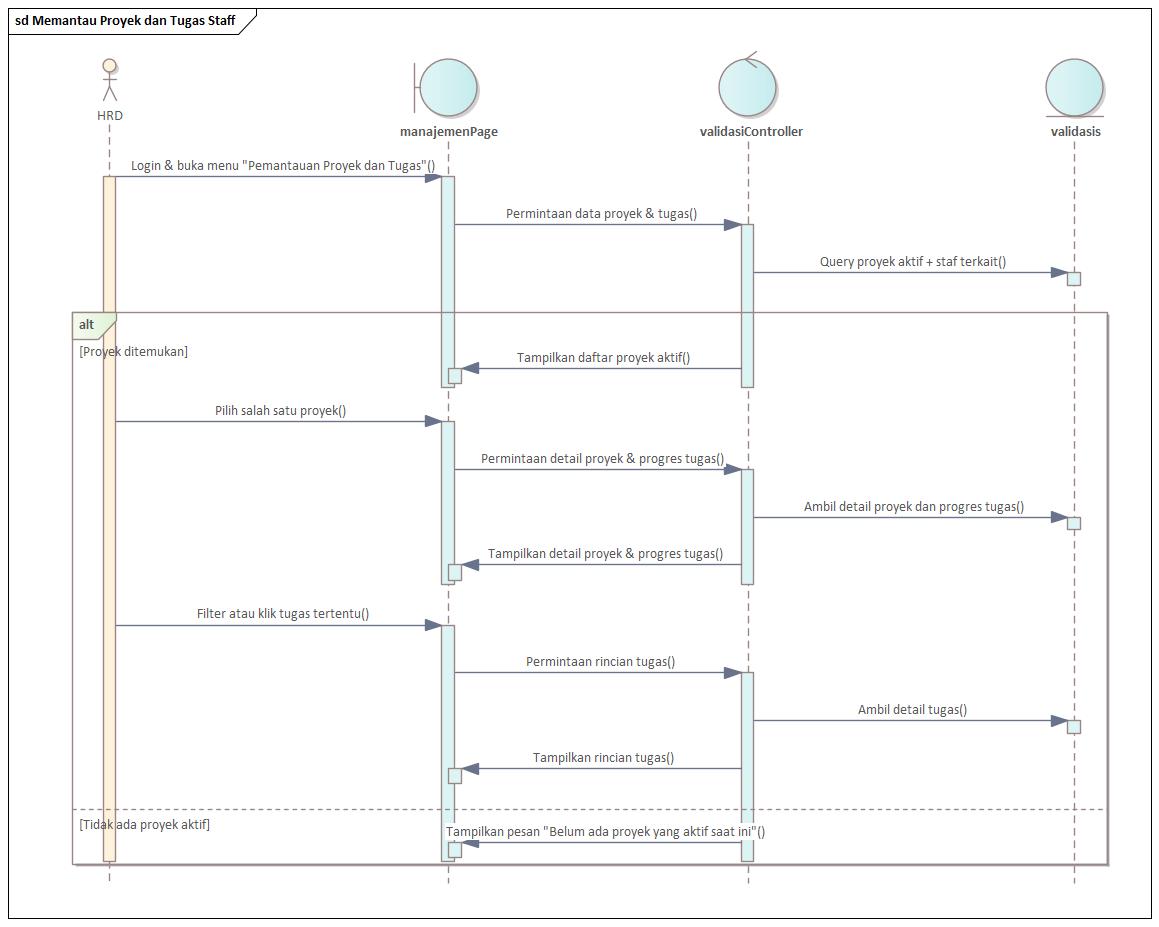 sd Memantau Proyek dan Tugas Staff
HRD
manajemenPage
validasiController
validasis
Login & buka menu "Pemantauan Proyek dan Tugas"()
Permintaan data proyek & tugas()
Query proyek aktif + staf terkait()
alt
[Proyek ditemukan]
Tampilkan daftar proyek aktif()
Pilih salah satu proyek()
Permintaan detail proyek & progres tugas()
Ambil detail proyek dan progres tugas()
Tampilkan detail proyek & progres tugas()
Filter atau klik tugas tertentu()
Permintaan rincian tugas()
Ambil detail tugas()
Tampilkan rincian tugas()
[Tidak ada proyek aktif]
Tampilkan pesan "Belum ada proyek yang aktif saat ini"()